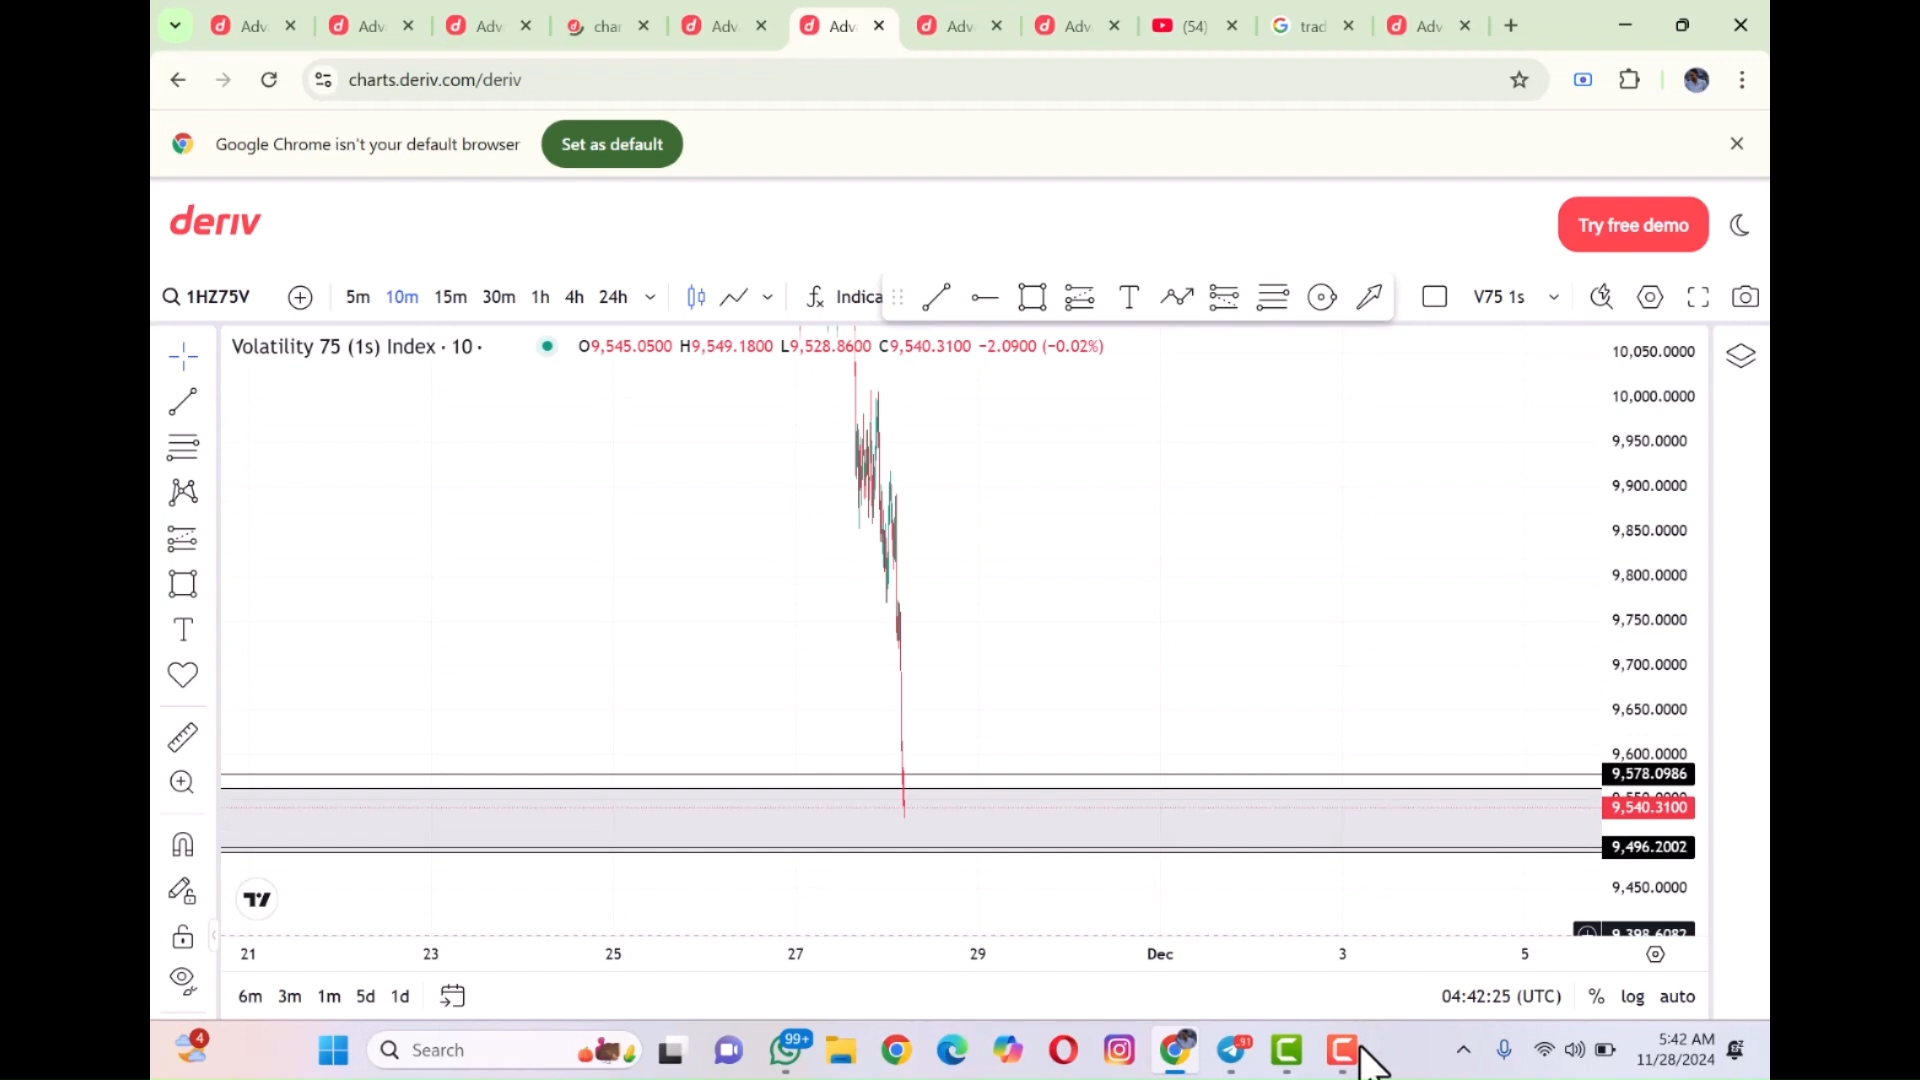 Adv
Adv
Adv
char
Adv
Adv
Adv
Adv
(54)
trad
Adv
charts.deriv.com/deriv
Google Chrome isn't your default browser
Set as default
deriv
Try free demo
1HZ75V
5m 10m 15m 30m 1h 4h 24h
Indica
V75 1s
Volatility 75 (1s) Index · 10 ·
O9,545.0500 H9,549.1800 L9,528.8600 C9,540.3100 −2.0900 (−0.02%)
10,050.0000
10,000.0000
9,950.0000
9,900.0000
9,850.0000
9,800.0000
9,750.0000
9,700.0000
9,650.0000
9,600.0000
9,578.0986
9,540.3100
9,496.2002
9,450.0000
9,398.6082
21 23 25 27 29 Dec 3 5
6m 3m 1m 5d 1d
04:42:25 (UTC) % log auto
4
Search
99+
91
5:42 AM
11/28/2024